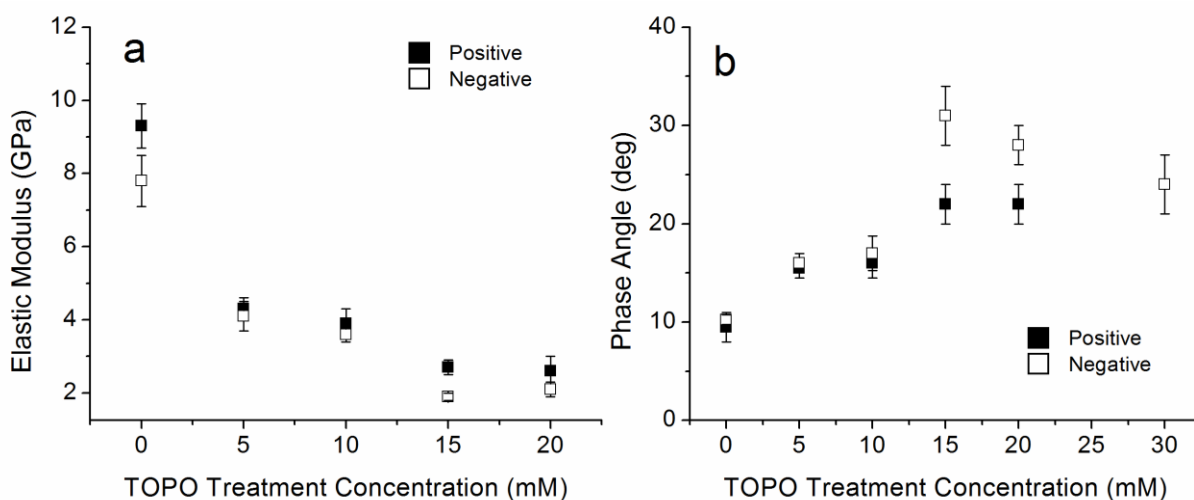 a
Positive
Negative
Elastic Modulus (GPa)
12
10
8
6
4
2
0
5
10
15
20
TOPO Treatment Concentration (mM)
b
Positive
Negative
Phase Angle (deg)
40
30
20
10
0
0
5
10
15
20
25
30
TOPO Treatment Concentration (mM)